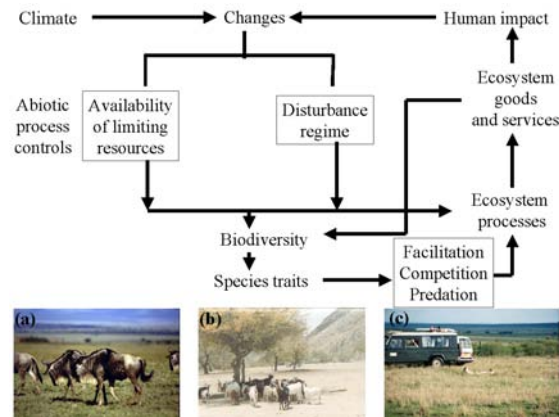 Climate
Changes
Human impact
Ecosystem
goods
and services
Abiotic
process
controls
Availability
of limiting
resources
Disturbance
regime
Ecosystem
processes
Biodiversity
Species traits
Facilitation
Competition
Predation
(a)
(b)
(c)